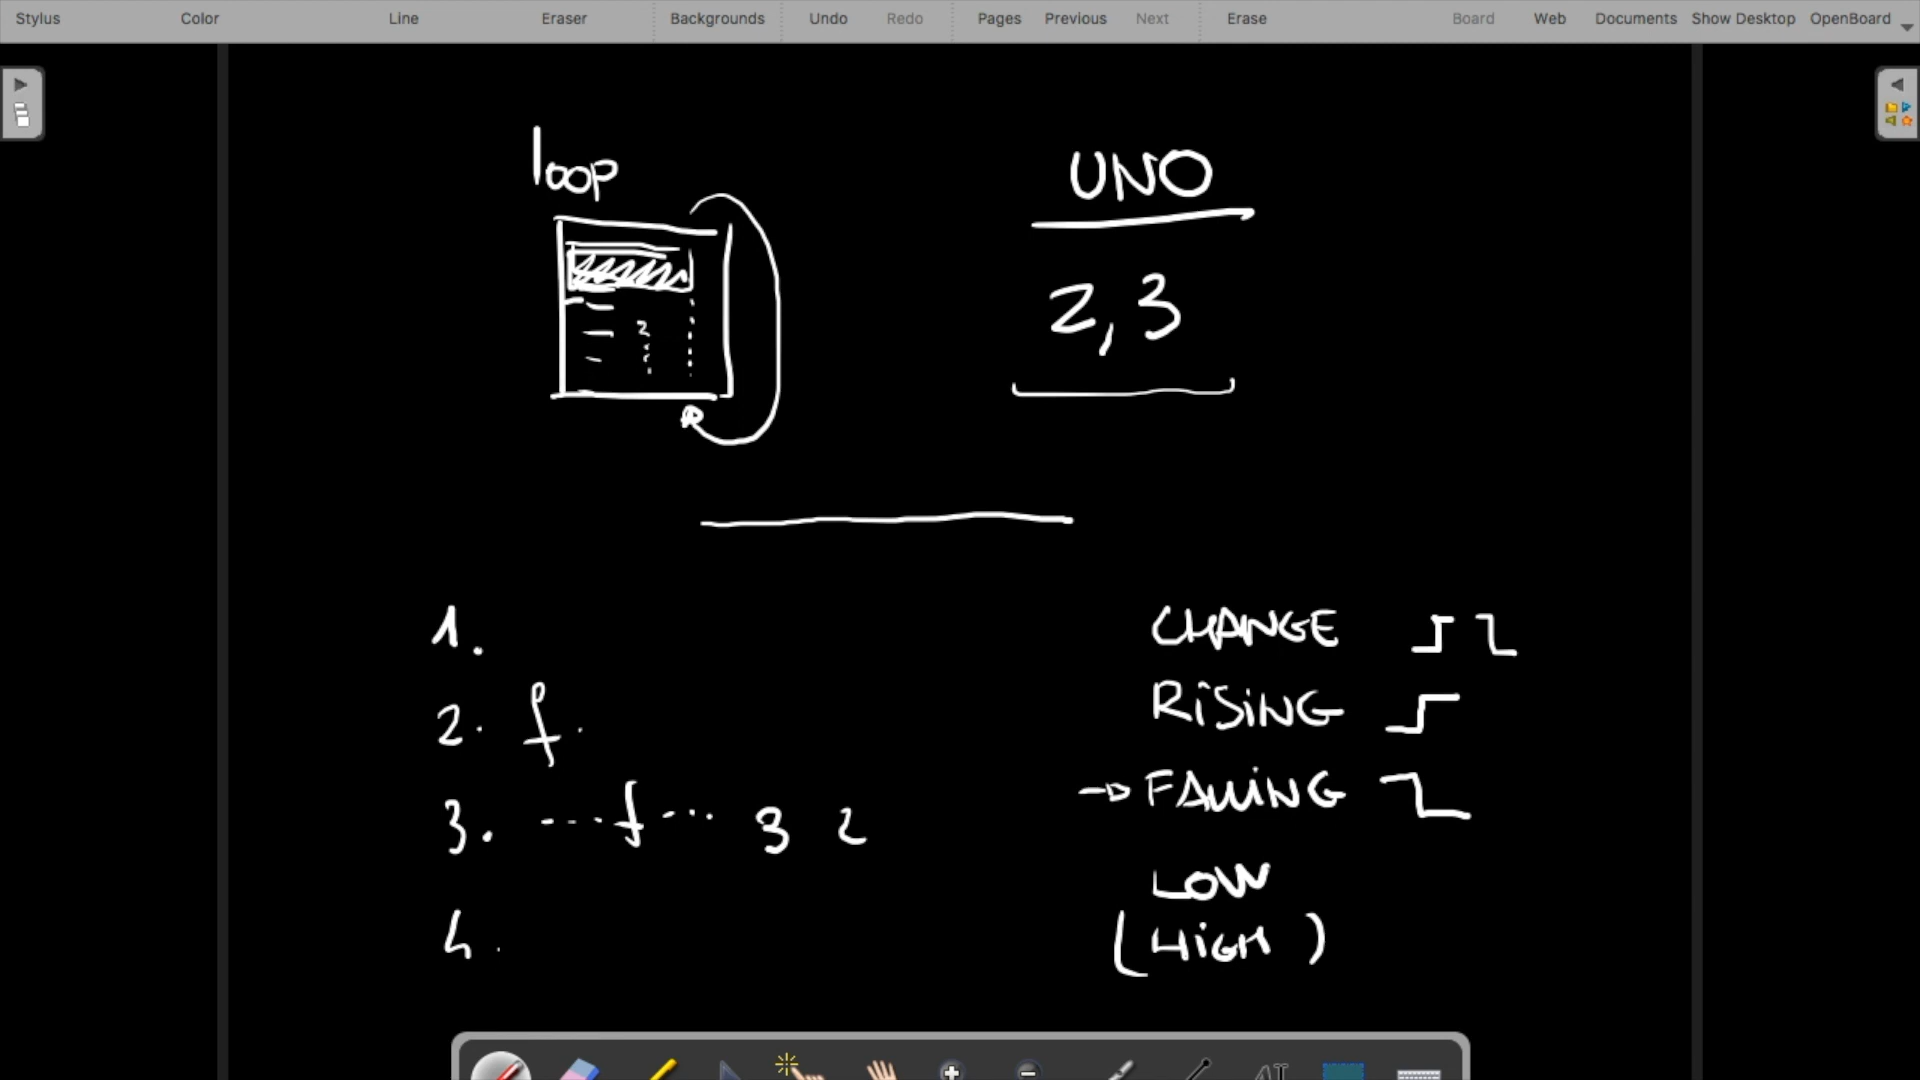 Stylus Color Line Eraser Backgrounds Undo Redo Pages Previous Next Erase Board Web Documents Show Desktop OpenBoard
loop
UNO
2, 3
2
1.
CHANGE
2. f.
RiSiNG
3. ---f--- 3 2
FALLiNG
4.
LOW
(HiGH)